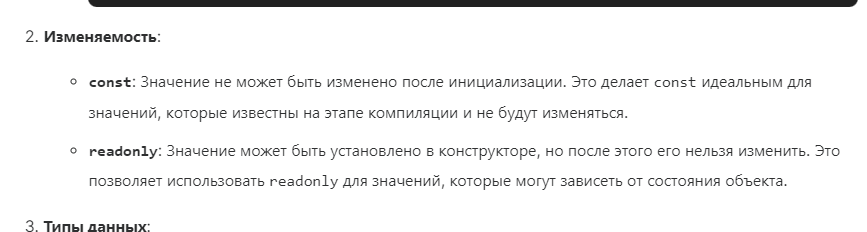 2. Изменяемость:
const: Значение не может быть изменено после инициализации. Это делает const идеальным для
значений, которые известны на этапе компиляции и не будут изменяться.
readonly: Значение может быть установлено в конструкторе, но после этого его нельзя изменить. Это
позволяет использовать readonly для значений, которые могут зависеть от состояния объекта.
3. Типы данных: